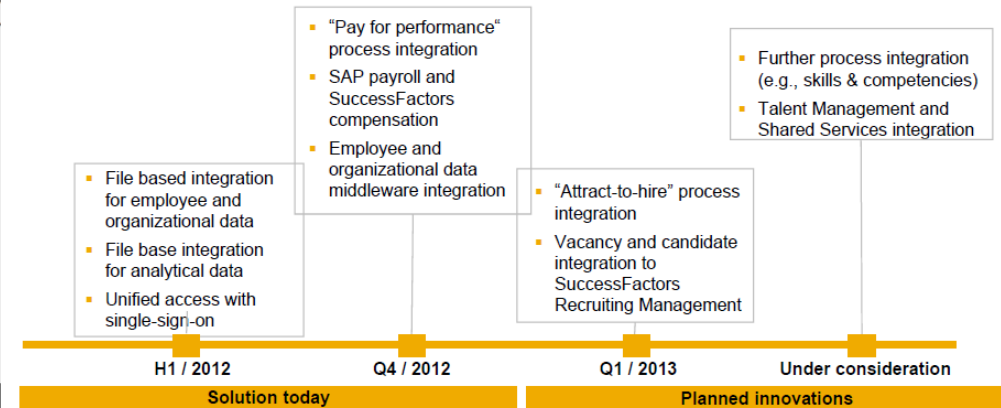 ▪ File based integration
for employee and
organizational data
▪ File base integration
for analytical data
▪ Unified access with
single-sign-on
▪ “Pay for performance“
process integration
▪ SAP payroll and
SuccessFactors
compensation
▪ Employee and
organizational data
middleware integration
▪ “Attract-to-hire” process
integration
▪ Vacancy and candidate
integration to
SuccessFactors
Recruiting Management
▪ Further process integration
(e.g., skills & competencies)
▪ Talent Management and
Shared Services integration
H1 / 2012
Q4 / 2012
Q1 / 2013
Under consideration
Solution today
Planned innovations